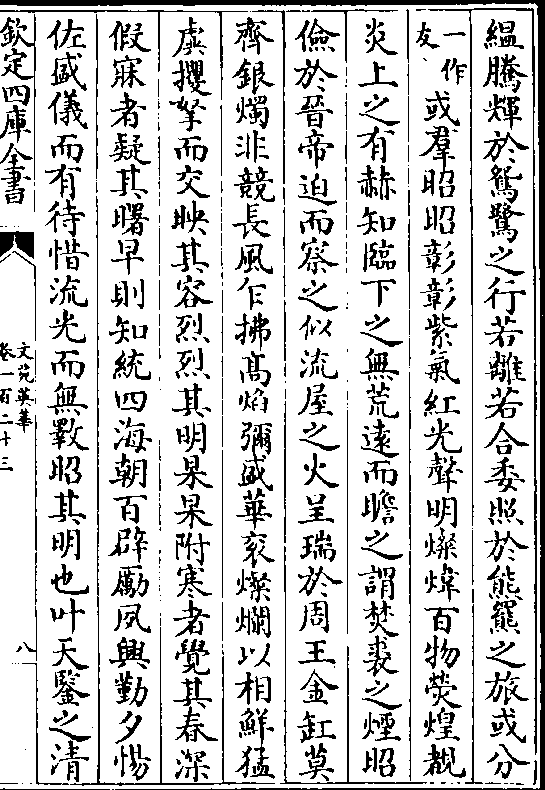 緼騰輝於鴛鷺之行若離若合委照於熊羆之旅或分
一作友或羣昭昭彰彰紫氣紅光聲明燦煒百物熒煌覩
炎上之有赫知臨下之無荒遠而瞻之謂焚裘之煙昭
儉於晉帝迫而察之似流屋之火呈瑞於周王金缸莫
齊銀燭非競長風乍拂髙焰彌盛華衮燦爛以相鮮猛
虡攫拏而交映其容烈烈其明杲杲附寒者覺其春深
假寐者疑其曙早則知統四海朝百辟勵夙興勤夕惕
佐盛儀而有待惜流光而無斁昭其明也叶天鑒之清
欽定四庫全書
文苑英華
卷一百二十三
八